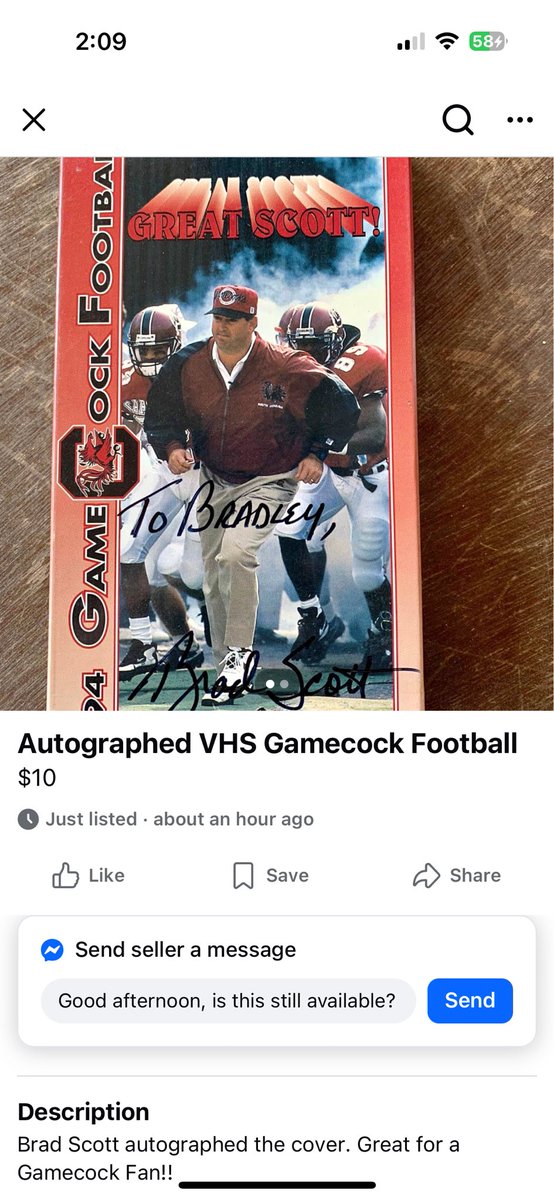 2:09
58
GREAT SCOTT!
94 GAMECOCK FOOTBAL
TO BRADLEY,
Brad Scott
Autographed VHS Gamecock Football
$10
Just listed · about an hour ago
Like
Save
Share
Send seller a message
Good afternoon, is this still available?
Send
Description
Brad Scott autographed the cover. Great for a
Gamecock Fan!!